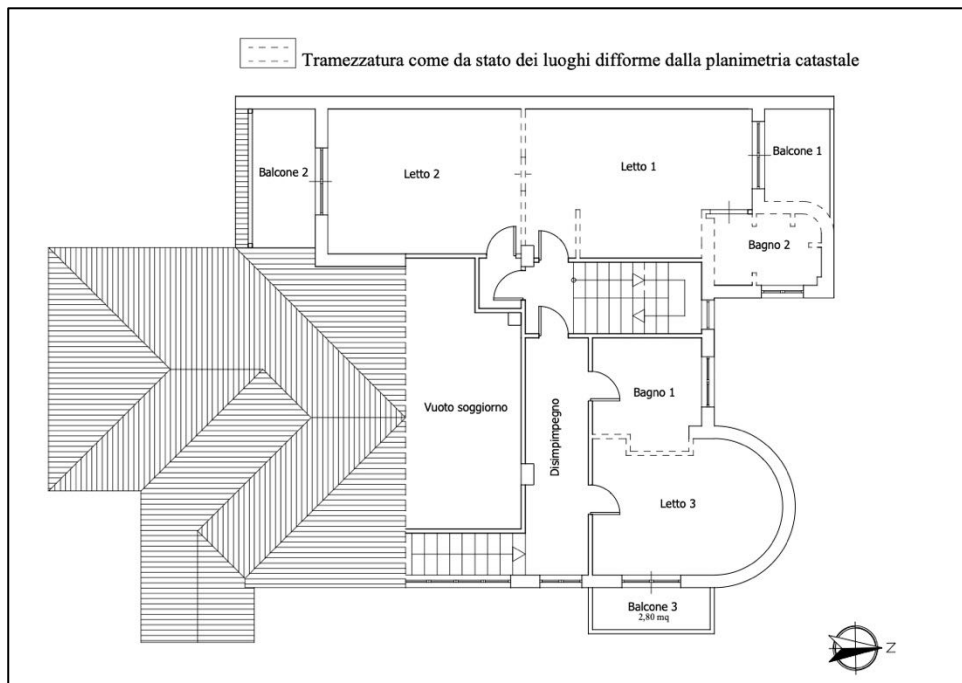 Tramezzatura come da stato dei luoghi difforme dalla planimetria catastale
Balcone 1
Balcone 2
Letto 2
Letto 1
Bagno 2
Bagno 1
Vuoto soggiorno
Disimpimpegno
Letto 3
Balcone 3
2,80 mq
N